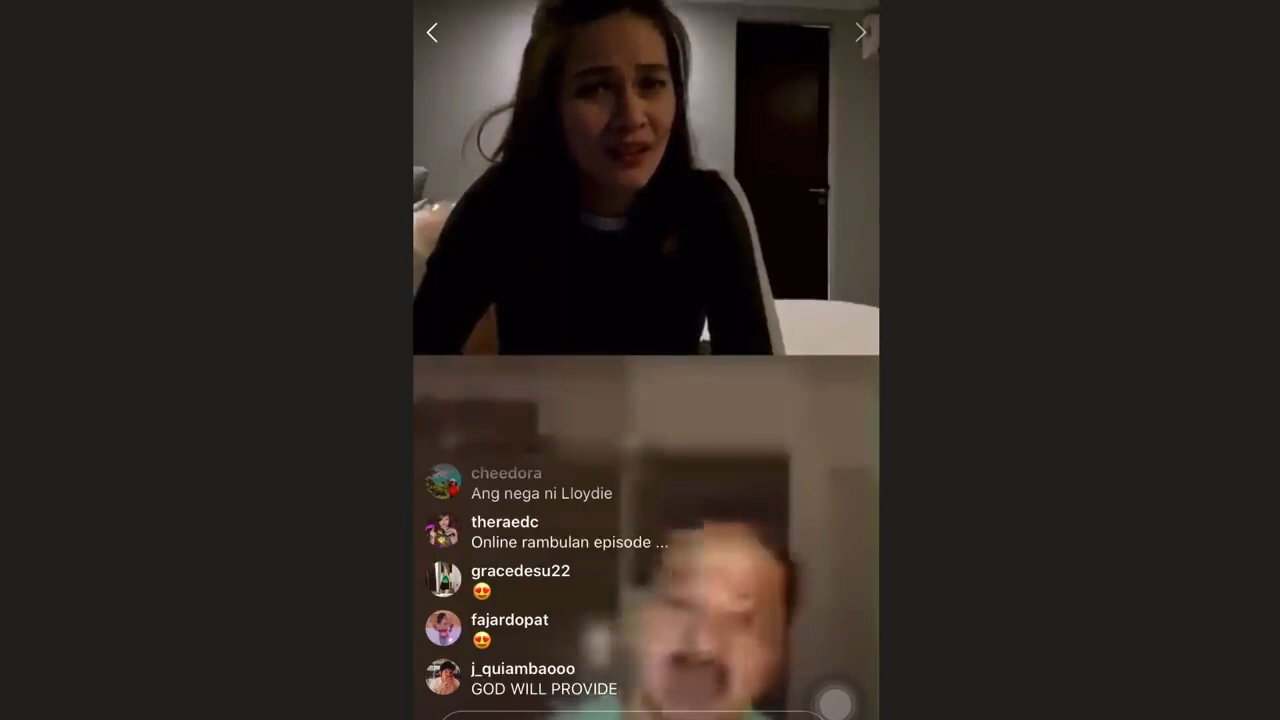 cheedora
Ang nega ni Lloydie
theraedc
Online rambulan episode ...
gracedesu22
😍
fajardopat
😍
j_quiambaooo
GOD WILL PROVIDE